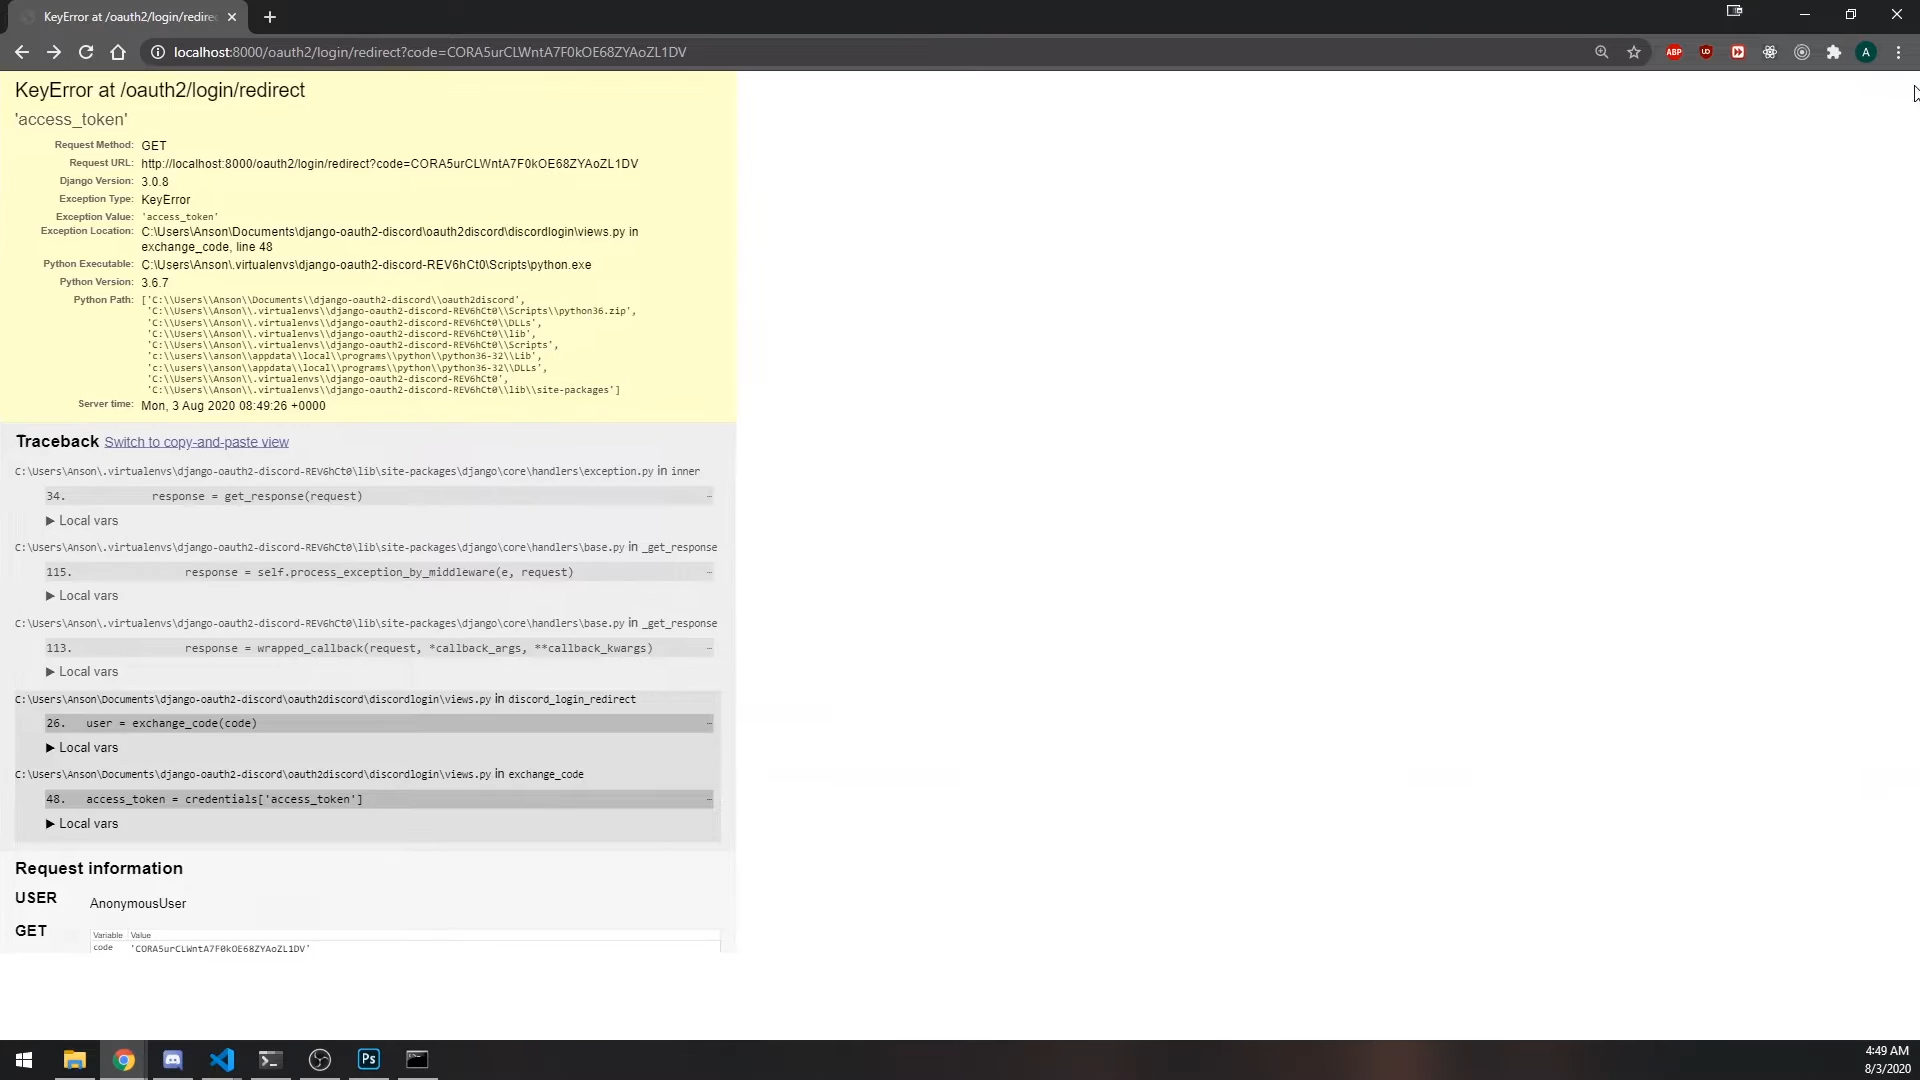 KeyError at /oauth2/login/redirec
localhost:8000/oauth2/login/redirect?code=CORA5urCLWntA7F0kOE68ZYAoZL1DV
ABP
A
KeyError at /oauth2/login/redirect
'access_token'
Request Method: GET
Request URL: http://localhost:8000/oauth2/login/redirect?code=CORA5urCLWntA7F0kOE68ZYAoZL1DV
Django Version: 3.0.8
Exception Type: KeyError
Exception Value: 'access_token'
Exception Location: C:\Users\Anson\Documents\django-oauth2-discord\oauth2discord\discordlogin\views.py in
exchange_code, line 48
Python Executable: C:\Users\Anson\.virtualenvs\django-oauth2-discord-REV6hCt0\Scripts\python.exe
Python Version: 3.6.7
Python Path: ['C:\\Users\\Anson\\Documents\\django-oauth2-discord\\oauth2discord',
'C:\\Users\\Anson\\.virtualenvs\\django-oauth2-discord-REV6hCt0\\Scripts\\python36.zip',
'C:\\Users\\Anson\\.virtualenvs\\django-oauth2-discord-REV6hCt0\\DLLs',
'C:\\Users\\Anson\\.virtualenvs\\django-oauth2-discord-REV6hCt0\\lib',
'C:\\Users\\Anson\\.virtualenvs\\django-oauth2-discord-REV6hCt0\\Scripts',
'c:\\users\\anson\\appdata\\local\\programs\\python\\python36-32\\Lib',
'c:\\users\\anson\\appdata\\local\\programs\\python\\python36-32\\DLLs',
'C:\\Users\\Anson\\.virtualenvs\\django-oauth2-discord-REV6hCt0',
'C:\\Users\\Anson\\.virtualenvs\\django-oauth2-discord-REV6hCt0\\lib\\site-packages']
Server time: Mon, 3 Aug 2020 08:49:26 +0000
Traceback Switch to copy-and-paste view
C:\Users\Anson\.virtualenvs\django-oauth2-discord-REV6hCt0\lib\site-packages\django\core\handlers\exception.py in inner
34. response = get_response(request) …
▶ Local vars
C:\Users\Anson\.virtualenvs\django-oauth2-discord-REV6hCt0\lib\site-packages\django\core\handlers\base.py in _get_response
115. response = self.process_exception_by_middleware(e, request) …
▶ Local vars
C:\Users\Anson\.virtualenvs\django-oauth2-discord-REV6hCt0\lib\site-packages\django\core\handlers\base.py in _get_response
113. response = wrapped_callback(request, *callback_args, **callback_kwargs) …
▶ Local vars
C:\Users\Anson\Documents\django-oauth2-discord\oauth2discord\discordlogin\views.py in discord_login_redirect
26. user = exchange_code(code) …
▶ Local vars
C:\Users\Anson\Documents\django-oauth2-discord\oauth2discord\discordlogin\views.py in exchange_code
48. access_token = credentials['access_token'] …
▶ Local vars
Request information
USER
AnonymousUser
GET
Variable Value
code 'CORA5urCLWntA7F0kOE68ZYAoZL1DV'
Ps
4:49 AM
8/3/2020